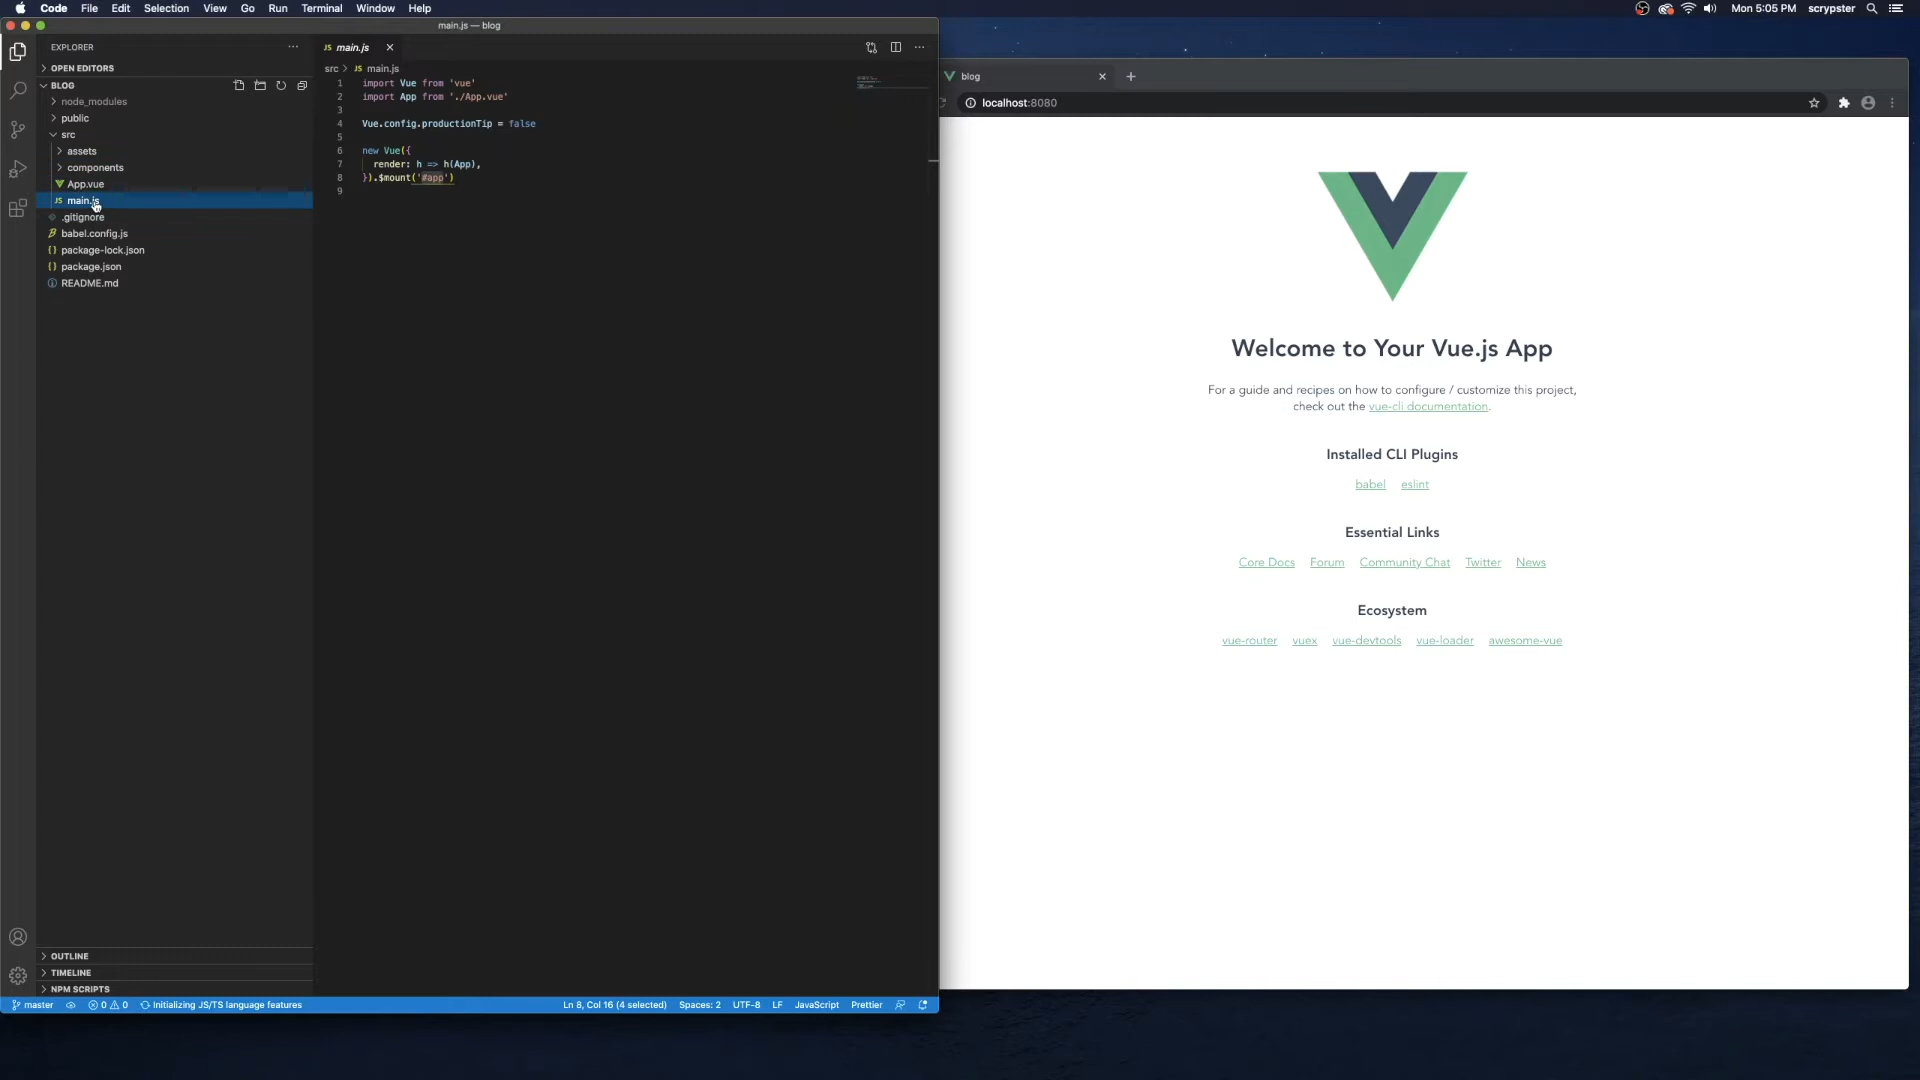 Code File Edit Selection View Go Run Terminal Window Help
Mon 5:05 PM scrypster
main.js — blog
EXPLORER
OPEN EDITORS
BLOG
node_modules
public
src
assets
components
App.vue
main.js
.gitignore
babel.config.js
package-lock.json
package.json
README.md
OUTLINE
TIMELINE
NPM SCRIPTS
JS main.js
src > JS main.js
1 import Vue from 'vue'
2 import App from './App.vue'
3
4 Vue.config.productionTip = false
5
6 new Vue({
7 render: h => h(App),
8 }).$mount('#app')
9
master 0 0 Initializing JS/TS language features
Ln 8, Col 16 (4 selected) Spaces: 2 UTF-8 LF JavaScript Prettier
blog
localhost:8080
Welcome to Your Vue.js App
For a guide and recipes on how to configure / customize this project,
check out the vue-cli documentation.
Installed CLI Plugins
babel eslint
Essential Links
Core Docs Forum Community Chat Twitter News
Ecosystem
vue-router vuex vue-devtools vue-loader awesome-vue